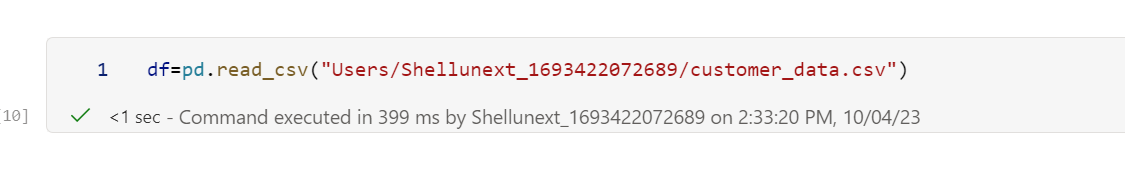 1 df=pd.read_csv("Users/Shellunext_1693422072689/customer_data.csv")
[10] <1 sec - Command executed in 399 ms by Shellunext_1693422072689 on 2:33:20 PM, 10/04/23